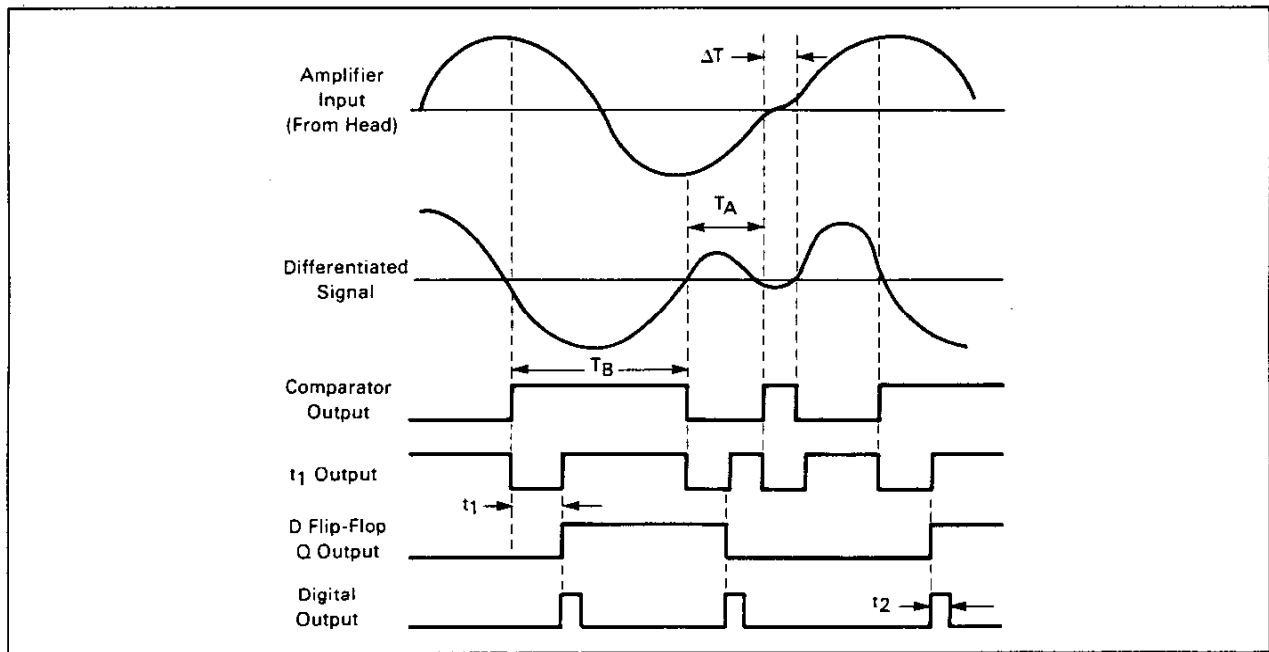 Amplifier
Input
(From Head)
ΔT
TA
Differentiated
Signal
TB
Comparator
Output
t1 Output
t1
D Flip-Flop
Q Output
Digital
Output
t2